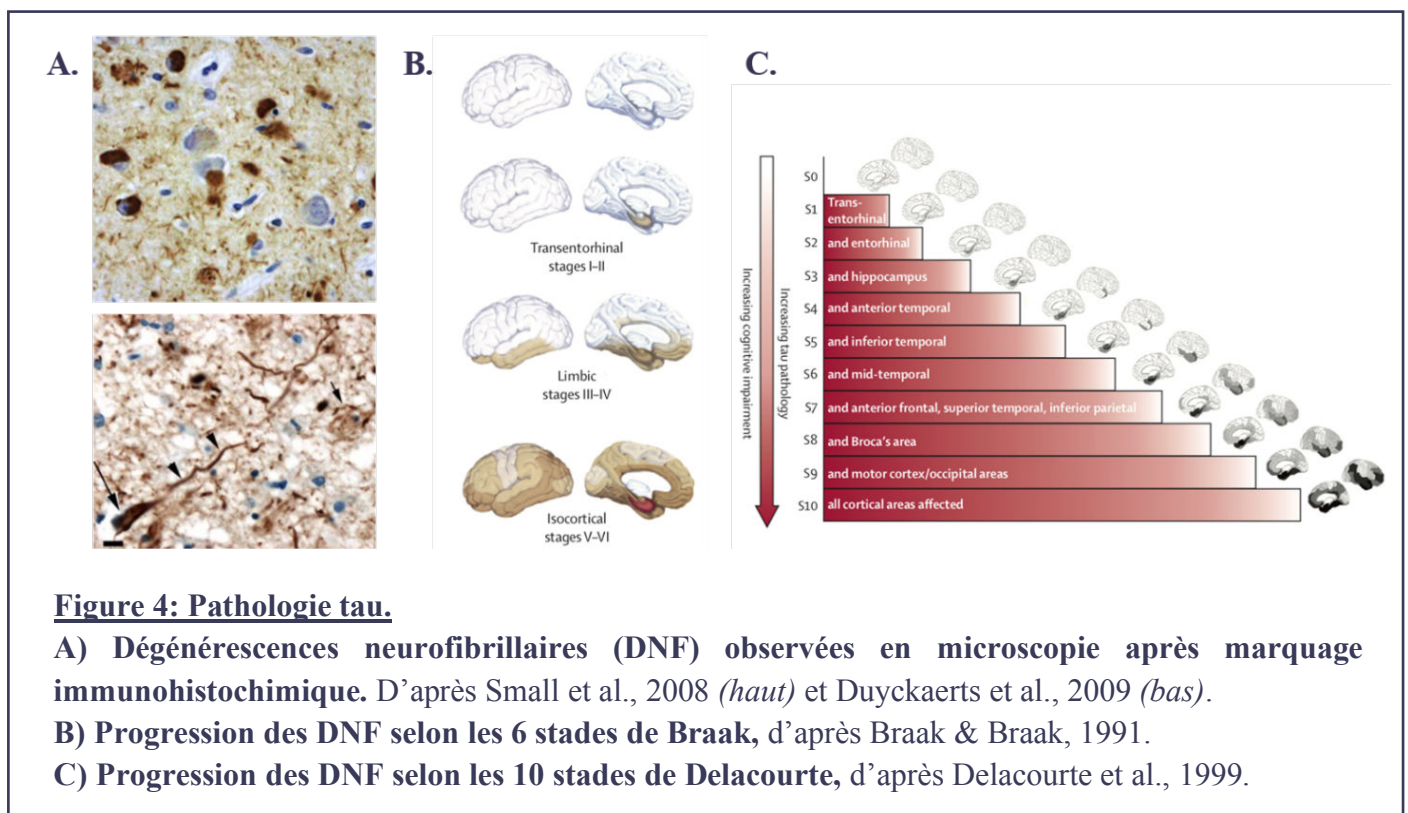 A.
B.
Transentorhinal
stages I–II
Limbic
stages III–IV
Isocortical
stages V–VI
C.
Increasing cognitive impairment
Increasing tau pathology
S0
S1
Trans-
entorhinal
S2
and entorhinal
S3
and hippocampus
S4
and anterior temporal
S5
and inferior temporal
S6
and mid-temporal
S7
and anterior frontal, superior temporal, inferior parietal
S8
and Broca's area
S9
and motor cortex/occipital areas
S10
all cortical areas affected
Figure 4: Pathologie tau.
A) Dégénérescences neurofibrillaires (DNF) observées en microscopie après marquage
immunohistochimique. D'après Small et al., 2008 (haut) et Duyckaerts et al., 2009 (bas).
B) Progression des DNF selon les 6 stades de Braak, d'après Braak & Braak, 1991.
C) Progression des DNF selon les 10 stades de Delacourte, d'après Delacourte et al., 1999.